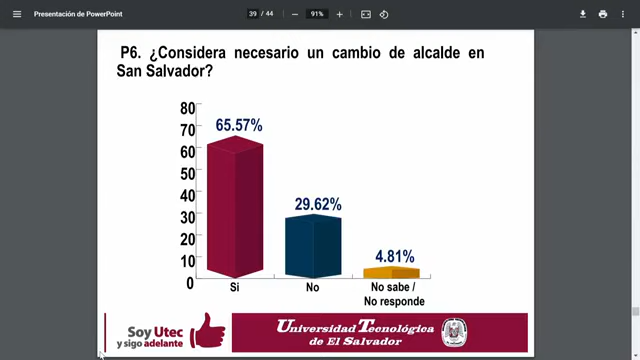 Presentación de PowerPoint
39 / 44
91%
P6. ¿Considera necesario un cambio de alcalde en
San Salvador?
80
70
60
50
40
30
20
10
0
65.57%
29.62%
4.81%
Si
No
No sabe /
No responde
Soy Utec
y sigo adelante
Universidad Tecnológica
de El Salvador